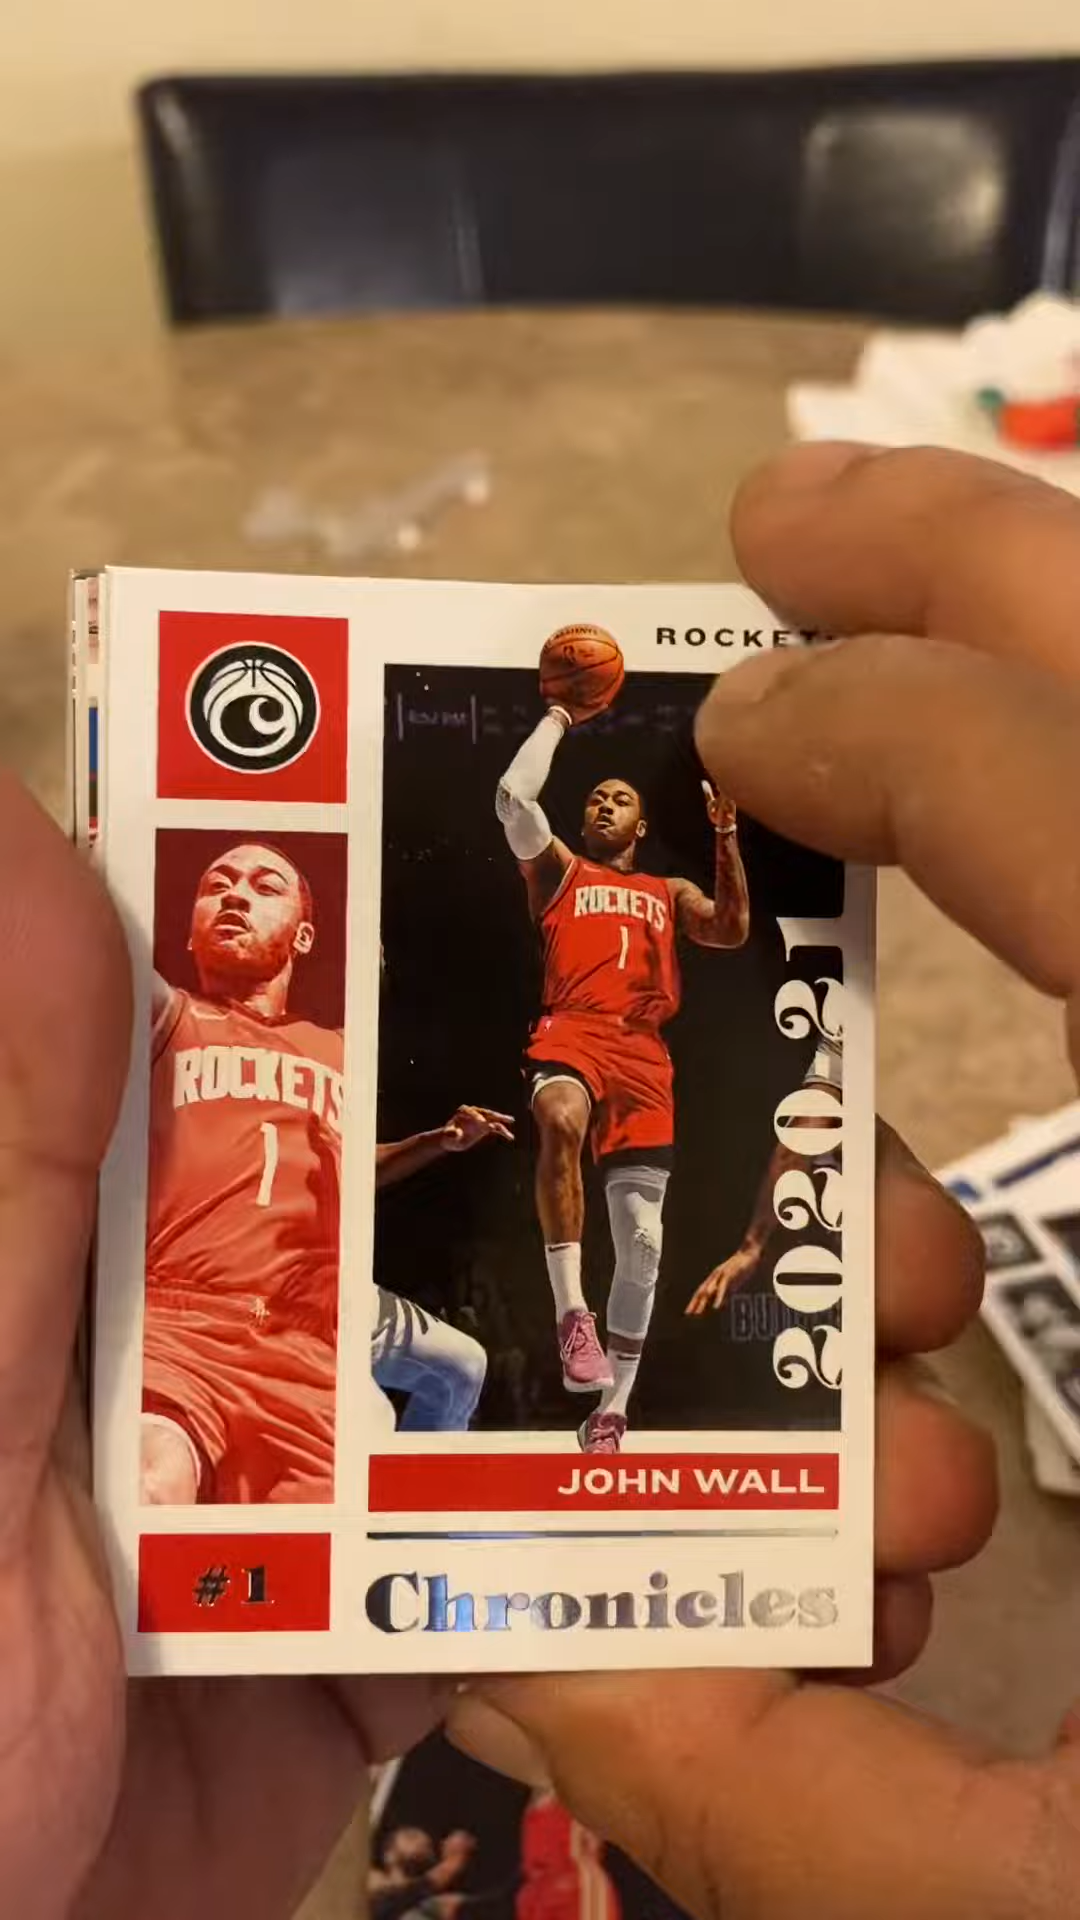 ROCKET
ROCKETS
1
2020-21
ROCKETS
1
JOHN WALL
#1
Chronicles